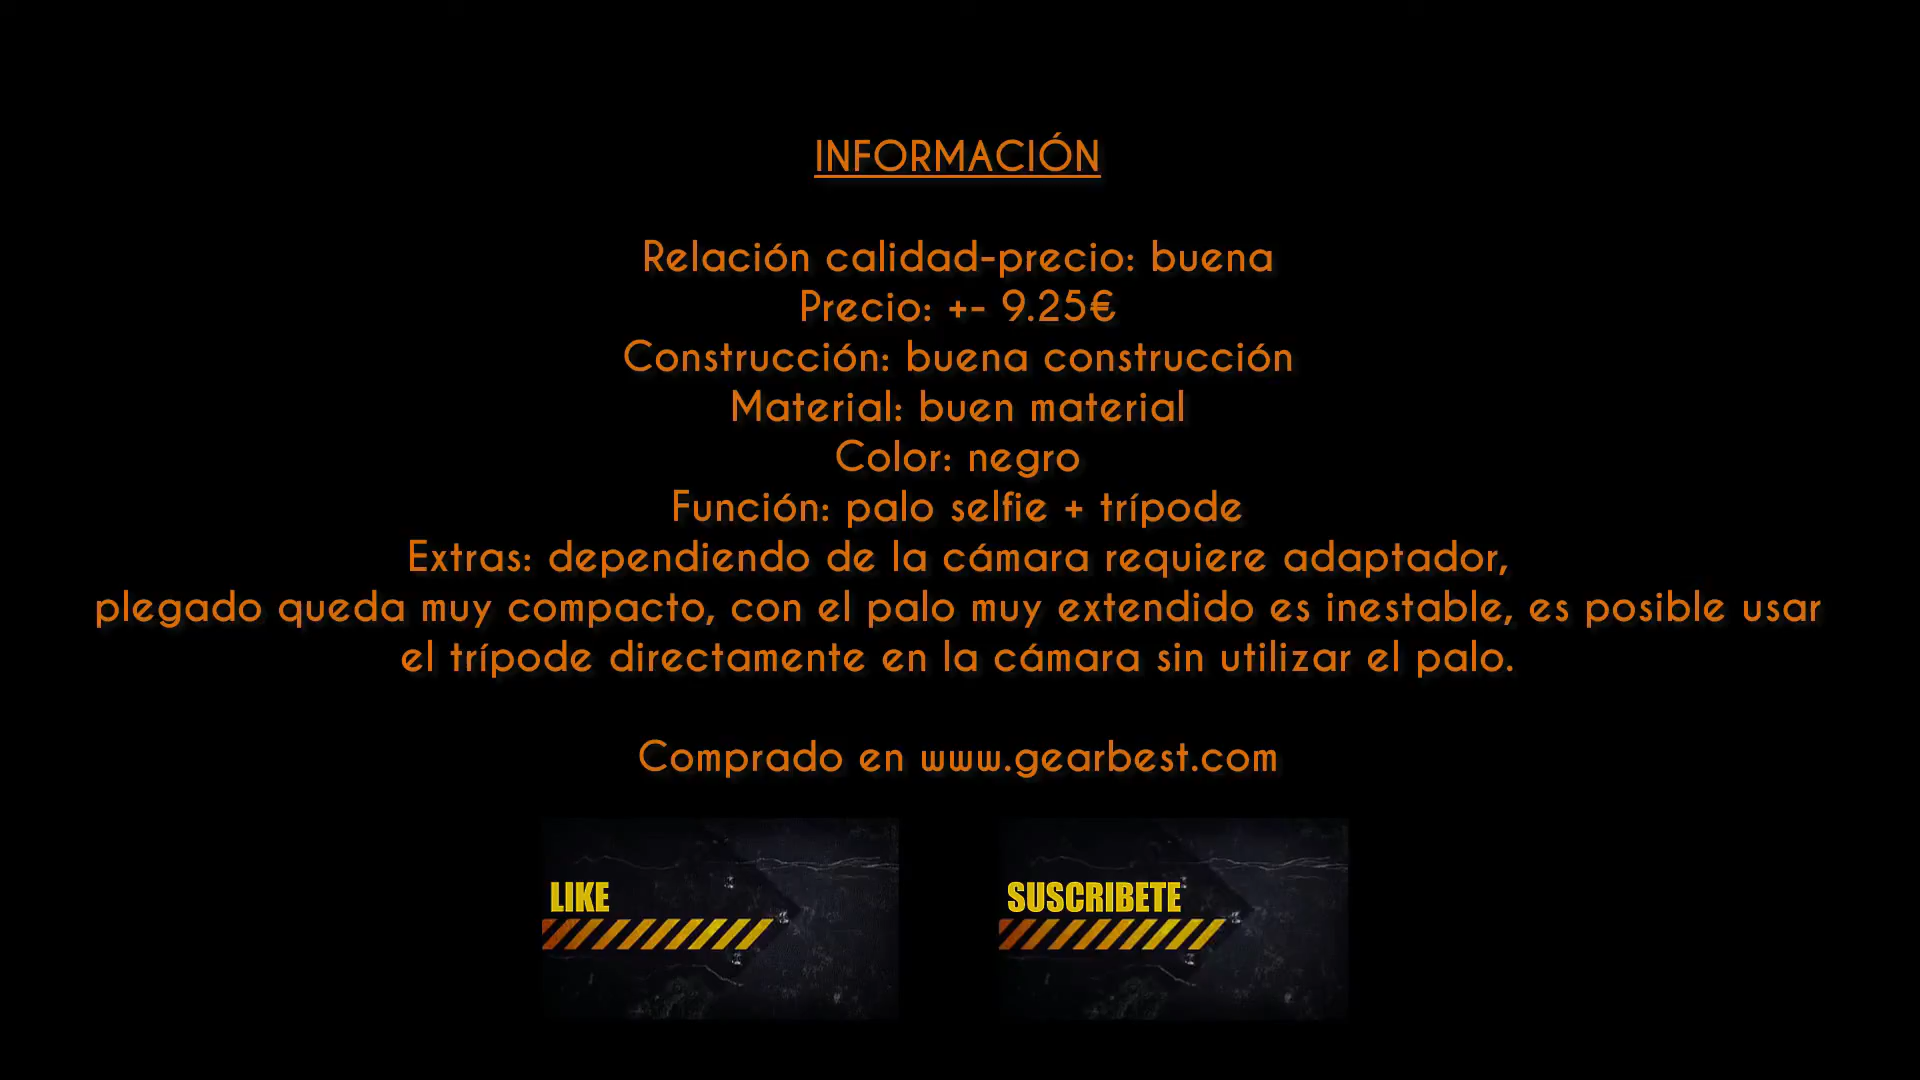 INFORMACIÓN
Relación calidad-precio: buena
Precio: +- 9.25€
Construcción: buena construcción
Material: buen material
Color: negro
Función: palo selfie + trípode
Extras: dependiendo de la cámara requiere adaptador,
plegado queda muy compacto, con el palo muy extendido es inestable, es posible usar
el trípode directamente en la cámara sin utilizar el palo.
Comprado en www.gearbest.com
LIKE
SUSCRIBETE